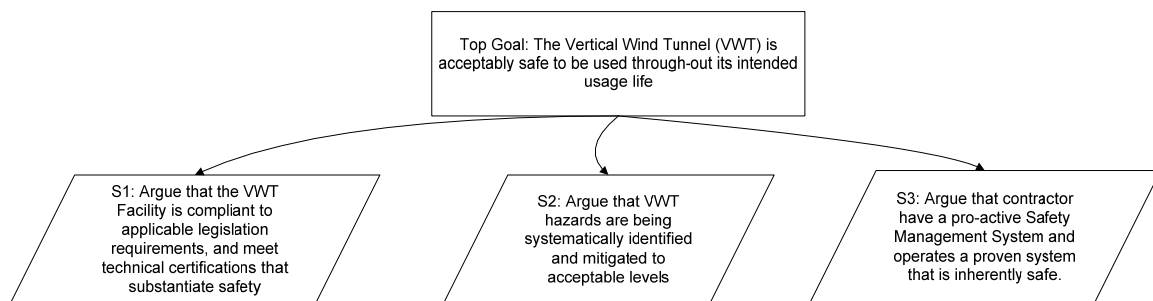 Top Goal: The Vertical Wind Tunnel (VWT) is
acceptably safe to be used through-out its intended
usage life
S1: Argue that the VWT
Facility is compliant to
applicable legislation
requirements, and meet
technical certifications that
substantiate safety
S2: Argue that VWT
hazards are being
systematically identified
and mitigated to
acceptable levels
S3: Argue that contractor
have a pro-active Safety
Management System and
operates a proven system
that is inherently safe.